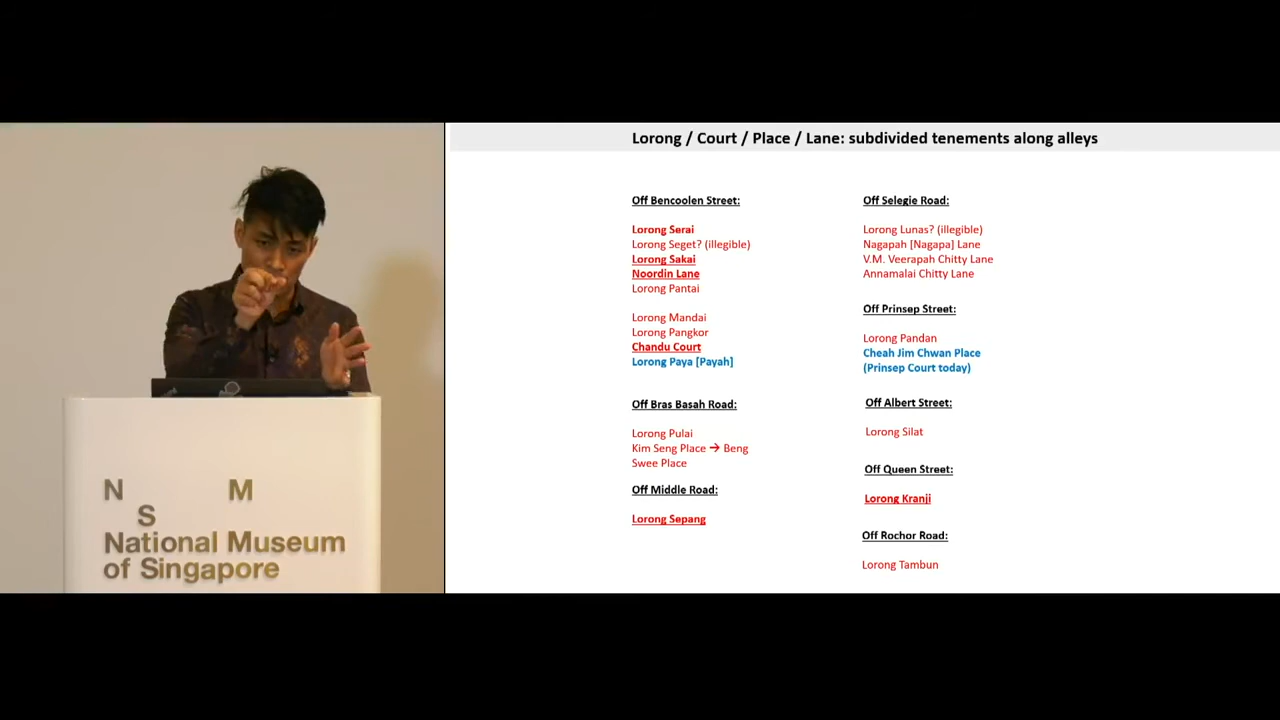 Lorong / Court / Place / Lane: subdivided tenements along alleys
Off Bencoolen Street:
Lorong Serai
Lorong Seget? (illegible)
Lorong Sakai
Noordin Lane
Lorong Pantai
Lorong Mandai
Lorong Pangkor
Chandu Court
Lorong Paya [Payah]
Off Bras Basah Road:
Lorong Pulai
Kim Seng Place → Beng
Swee Place
Off Middle Road:
Lorong Sepang
Off Selegie Road:
Lorong Lunas? (illegible)
Nagapah [Nagapa] Lane
V.M. Veerapah Chitty Lane
Annamalai Chitty Lane
Off Prinsep Street:
Lorong Pandan
Cheah Jim Chwan Place
(Prinsep Court today)
Off Albert Street:
Lorong Silat
Off Queen Street:
Lorong Kranji
Off Rochor Road:
Lorong Tambun
N M
S
National Museum
of Singapore